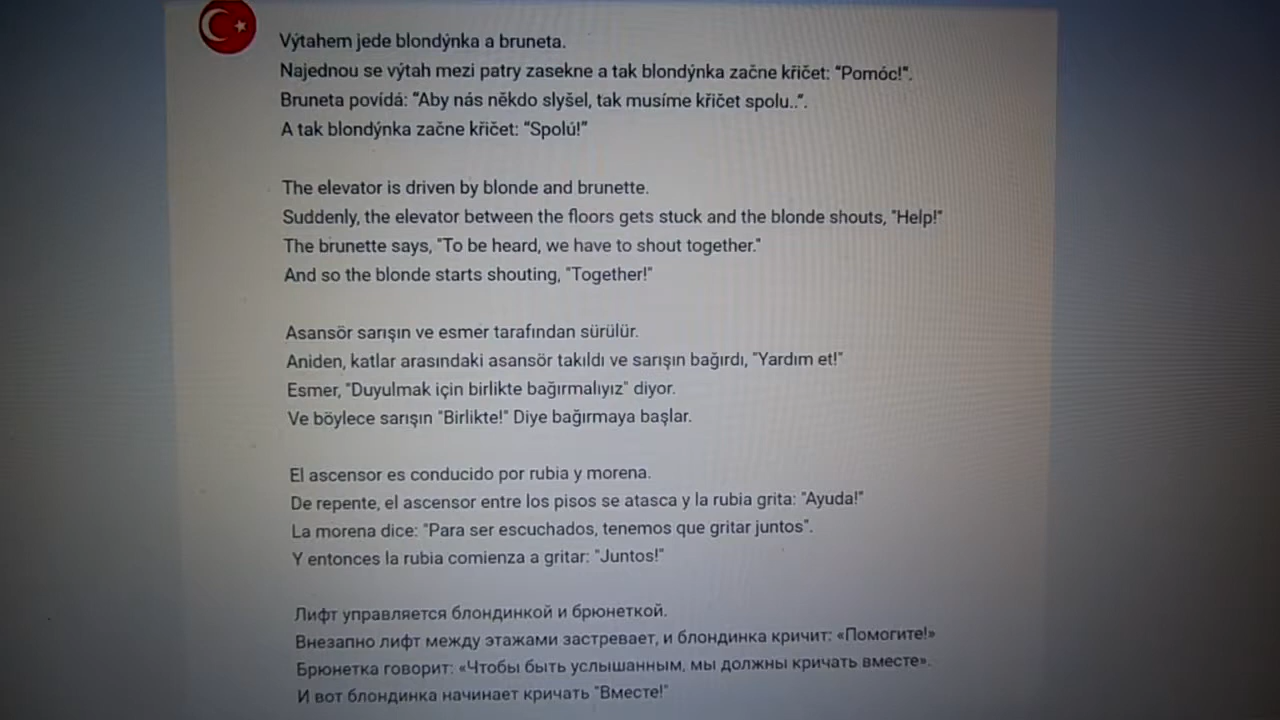 Výtahem jede blondýnka a bruneta.
Najednou se výtah mezi patry zasekne a tak blondýnka začne křičet: “Pomóc!“.
Bruneta povídá: “Aby nás někdo slyšel, tak musíme křičet spolu..“.
A tak blondýnka začne křičet: “Spolú!”
The elevator is driven by blonde and brunette.
Suddenly, the elevator between the floors gets stuck and the blonde shouts, "Help!"
The brunette says, "To be heard, we have to shout together."
And so the blonde starts shouting, "Together!"
Asansör sarışın ve esmer tarafından sürülür.
Aniden, katlar arasındaki asansör takıldı ve sarışın bağırdı, "Yardım et!"
Esmer, "Duyulmak için birlikte bağırmalıyız" diyor.
Ve böylece sarışın "Birlikte!" Diye bağırmaya başlar.
El ascensor es conducido por rubia y morena.
De repente, el ascensor entre los pisos se atasca y la rubia grita: "Ayuda!"
La morena dice: "Para ser escuchados, tenemos que gritar juntos".
Y entonces la rubia comienza a gritar: "Juntos!"
Лифт управляется блондинкой и брюнеткой.
Внезапно лифт между этажами застревает, и блондинка кричит: «Помогите!»
Брюнетка говорит: «Чтобы быть услышанным, мы должны кричать вместе».
И вот блондинка начинает кричать "Вместе!"